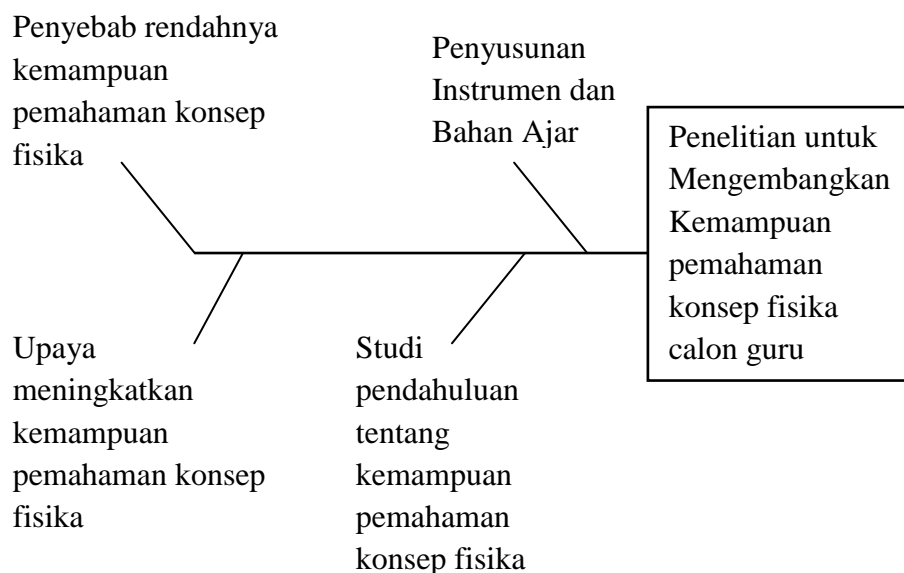 Penyebab rendahnya
kemampuan
pemahaman konsep
fisika
Penyusunan
Instrumen dan
Bahan Ajar
Penelitian untuk
Mengembangkan
Kemampuan
pemahaman
konsep fisika
calon guru
Upaya
meningkatkan
kemampuan
pemahaman konsep
fisika
Studi
pendahuluan
tentang
kemampuan
pemahaman
konsep fisika